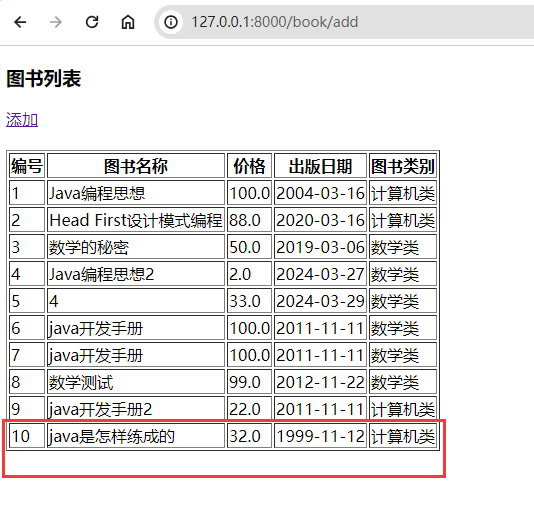 127.0.0.1:8000/book/add
图书列表
添加
编号 图书名称 价格 出版日期 图书类别
1 Java编程思想 100.0 2004-03-16 计算机类
2 Head First设计模式编程 88.0 2020-03-16 计算机类
3 数学的秘密 50.0 2019-03-06 数学类
4 Java编程思想2 2.0 2024-03-27 数学类
5 4 33.0 2024-03-29 数学类
6 java开发手册 100.0 2011-11-11 数学类
7 java开发手册 100.0 2011-11-11 数学类
8 数学测试 99.0 2012-11-22 数学类
9 java开发手册2 22.0 2011-11-11 计算机类
10 java是怎样练成的 32.0 1999-11-12 计算机类